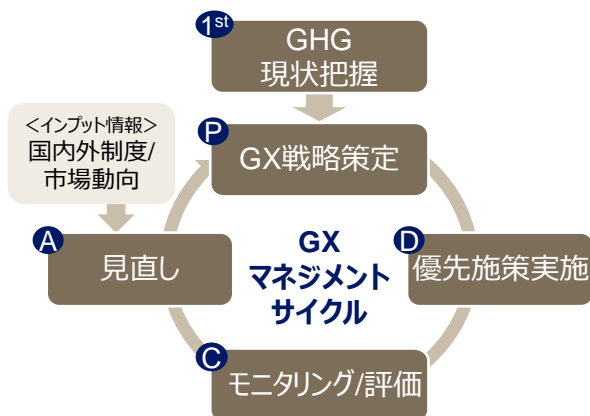 1st
GHG
現状把握
P
GX戦略策定
<インプット情報>
国内外制度/
市場動向
A
見直し
GX
マネジメント
サイクル
D
優先施策実施
C
モニタリング/評価